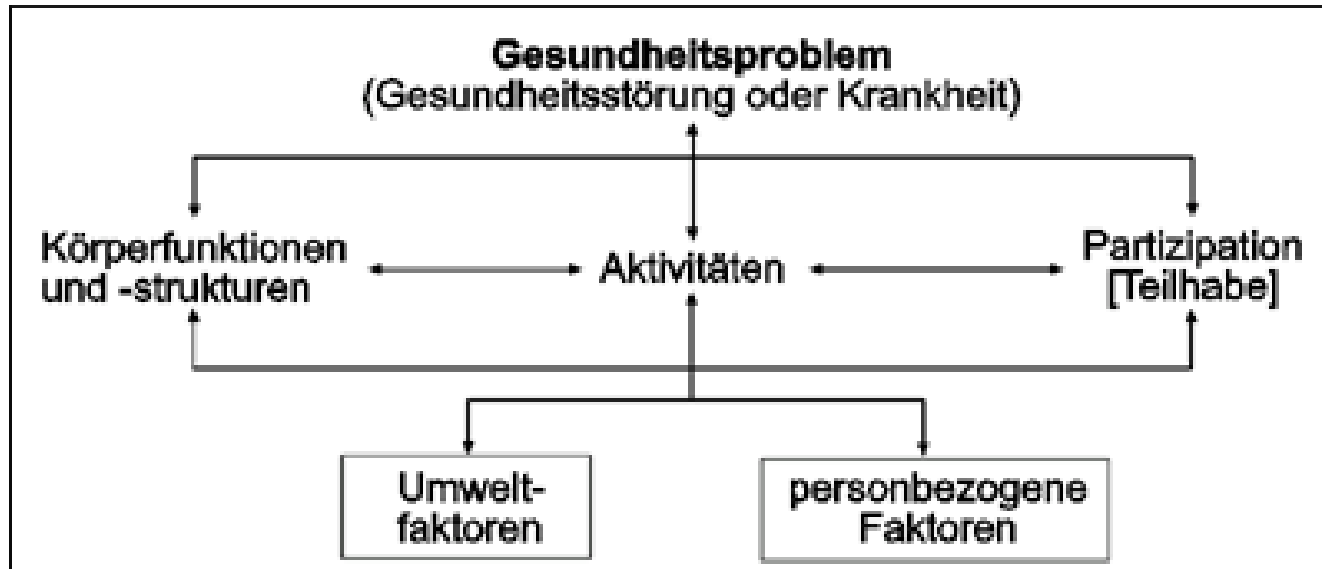 Gesundheitsproblem
(Gesundheitsstörung oder Krankheit)
Körperfunktionen
und -strukturen
Aktivitäten
Partizipation
[Teilhabe]
Umwelt-
faktoren
personbezogene
Faktoren